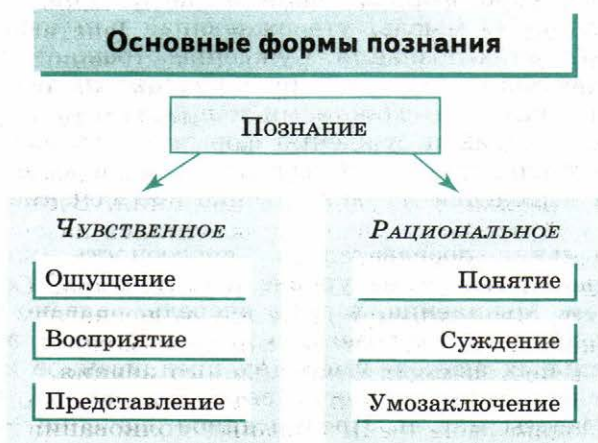 Основные формы познания
Познание
Чувственное
Рациональное
Ощущение
Понятие
Восприятие
Суждение
Представление
Умозаключение